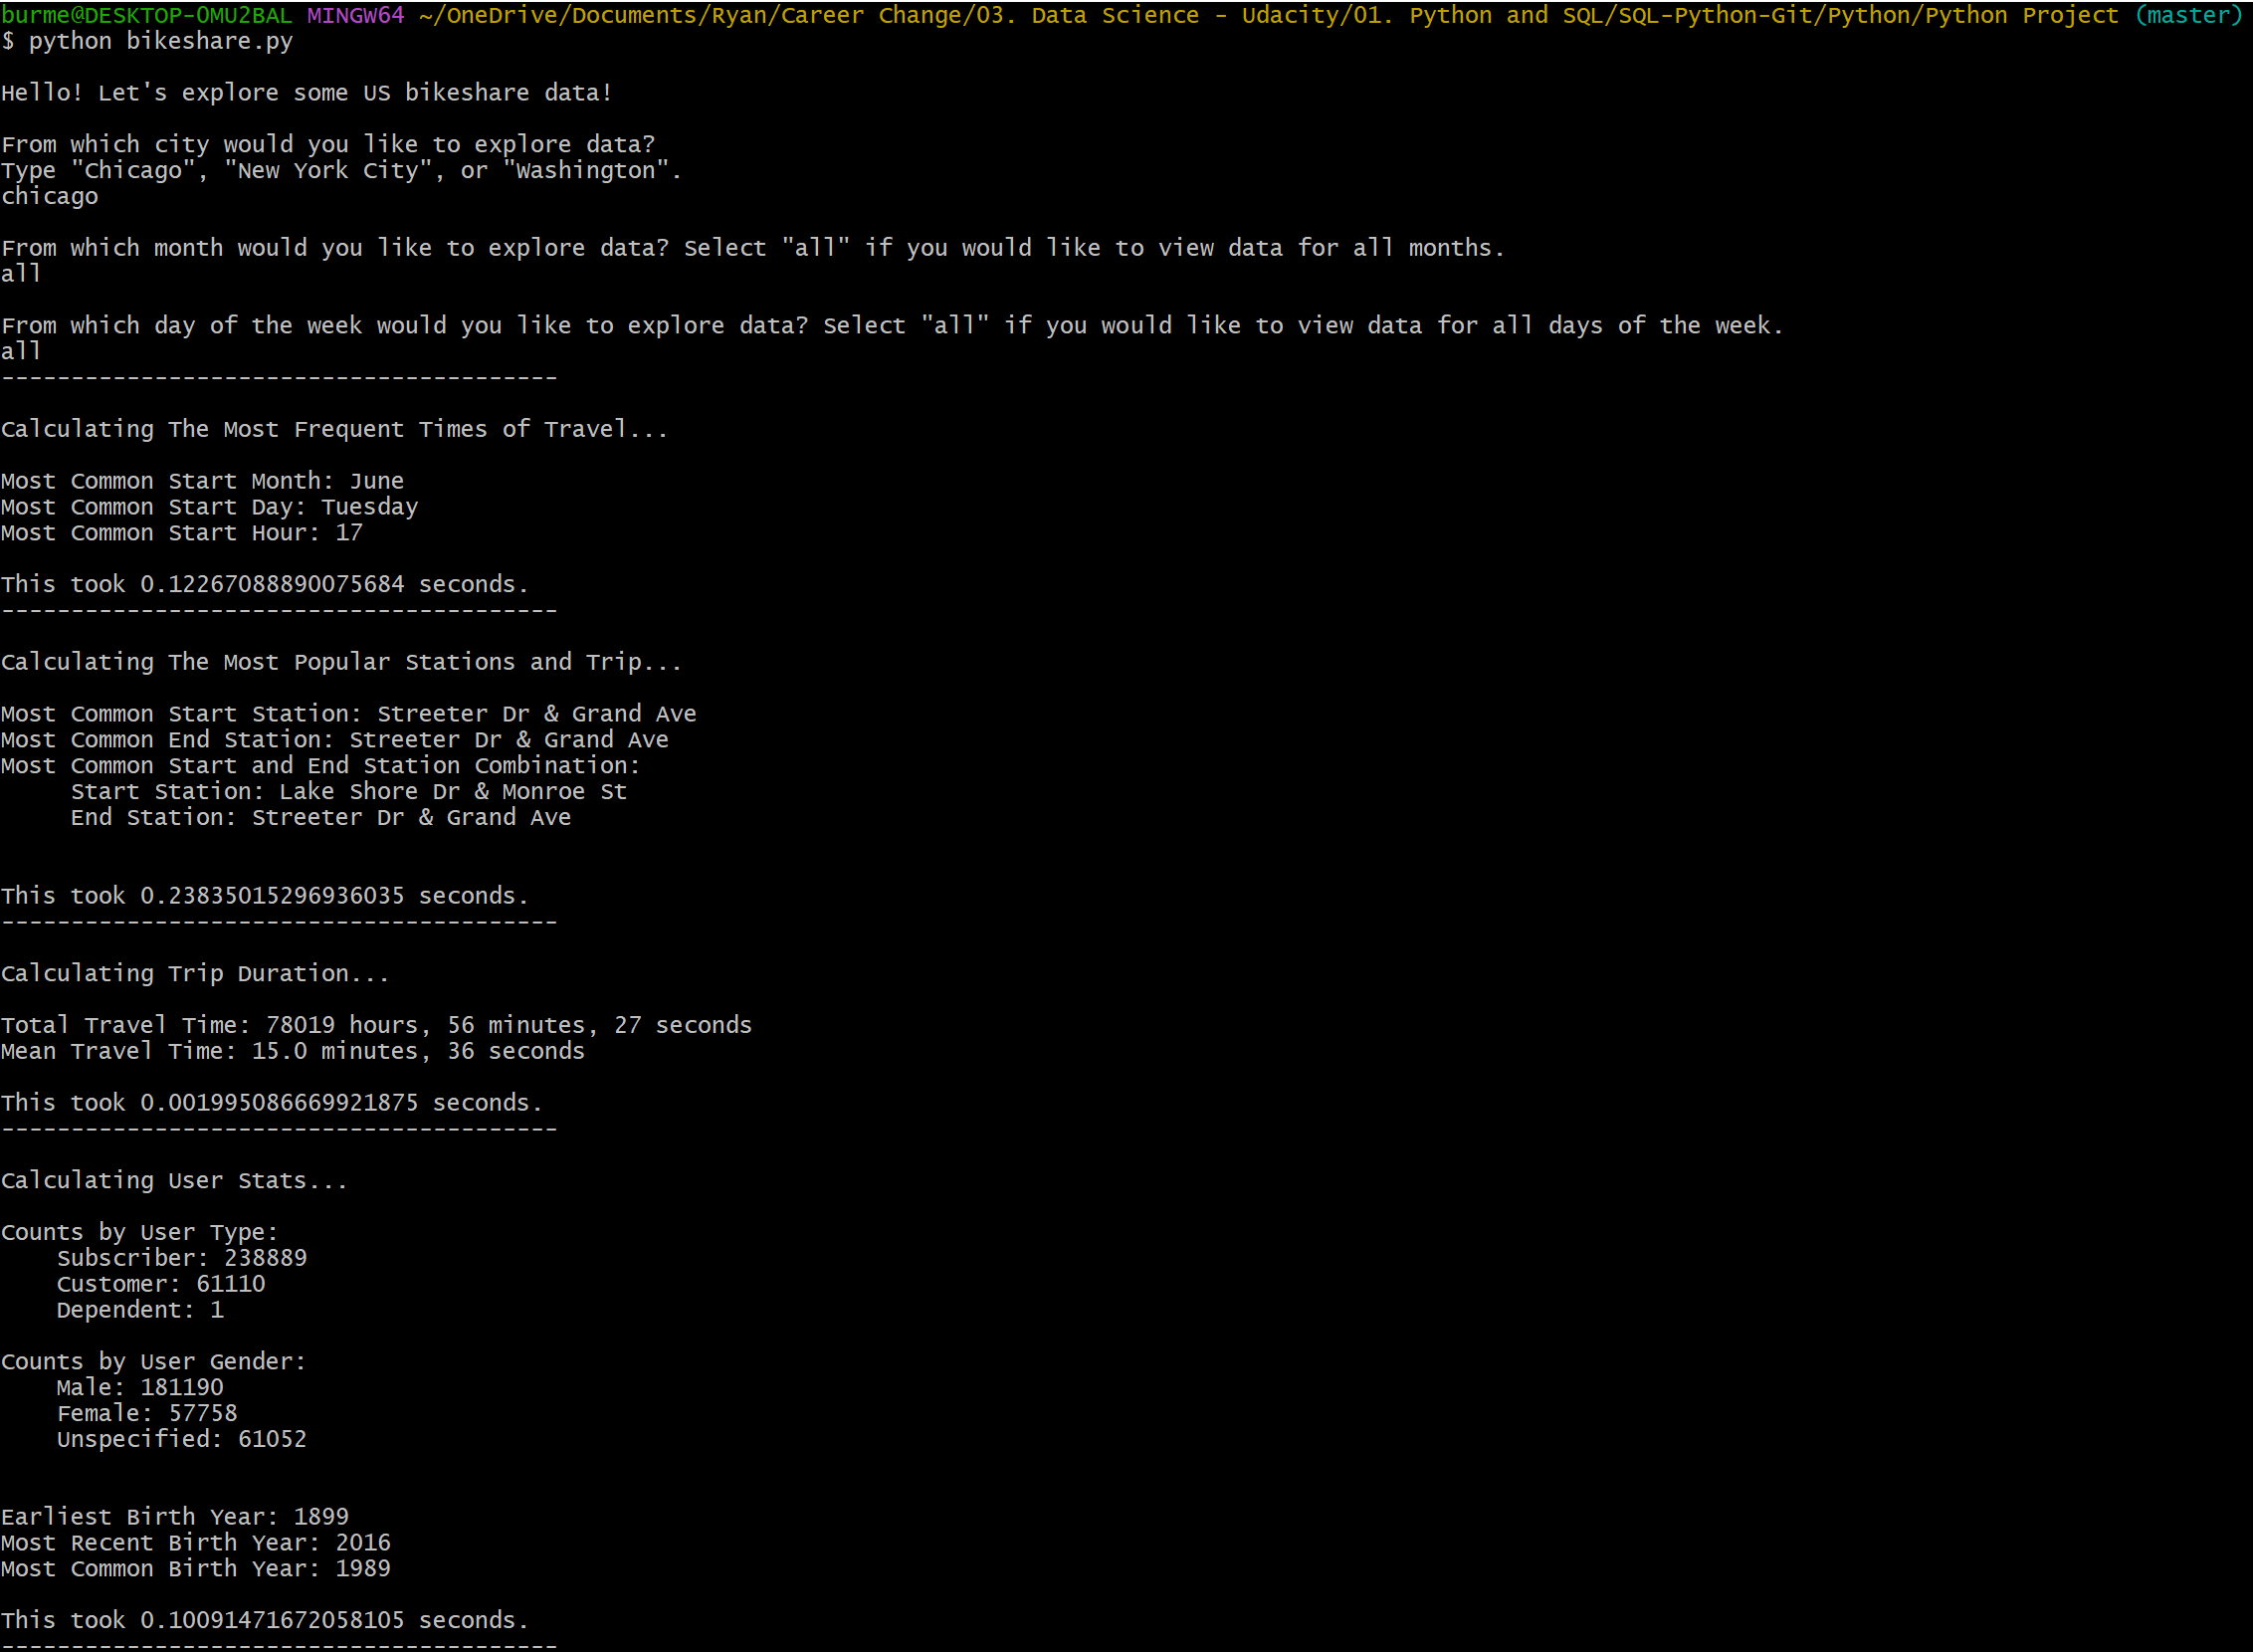 burme@DESKTOP-0MU2BAL MINGW64 ~/OneDrive/Documents/Ryan/Career Change/03. Data Science - Udacity/01. Python and SQL/SQL-Python-Git/Python/Python Project (master)
$ python bikeshare.py
Hello! Let's explore some US bikeshare data!
From which city would you like to explore data?
Type "Chicago", "New York City", or "Washington".
chicago
From which month would you like to explore data? Select "all" if you would like to view data for all months.
all
From which day of the week would you like to explore data? Select "all" if you would like to view data for all days of the week.
all
----------------------------------------
Calculating The Most Frequent Times of Travel...
Most Common Start Month: June
Most Common Start Day: Tuesday
Most Common Start Hour: 17
This took 0.12267088890075684 seconds.
----------------------------------------
Calculating The Most Popular Stations and Trip...
Most Common Start Station: Streeter Dr & Grand Ave
Most Common End Station: Streeter Dr & Grand Ave
Most Common Start and End Station Combination:
     Start Station: Lake Shore Dr & Monroe St
     End Station: Streeter Dr & Grand Ave
This took 0.23835015296936035 seconds.
----------------------------------------
Calculating Trip Duration...
Total Travel Time: 78019 hours, 56 minutes, 27 seconds
Mean Travel Time: 15.0 minutes, 36 seconds
This took 0.001995086669921875 seconds.
----------------------------------------
Calculating User Stats...
Counts by User Type:
    Subscriber: 238889
    Customer: 61110
    Dependent: 1
Counts by User Gender:
    Male: 181190
    Female: 57758
    Unspecified: 61052
Earliest Birth Year: 1899
Most Recent Birth Year: 2016
Most Common Birth Year: 1989
This took 0.10091471672058105 seconds.
----------------------------------------